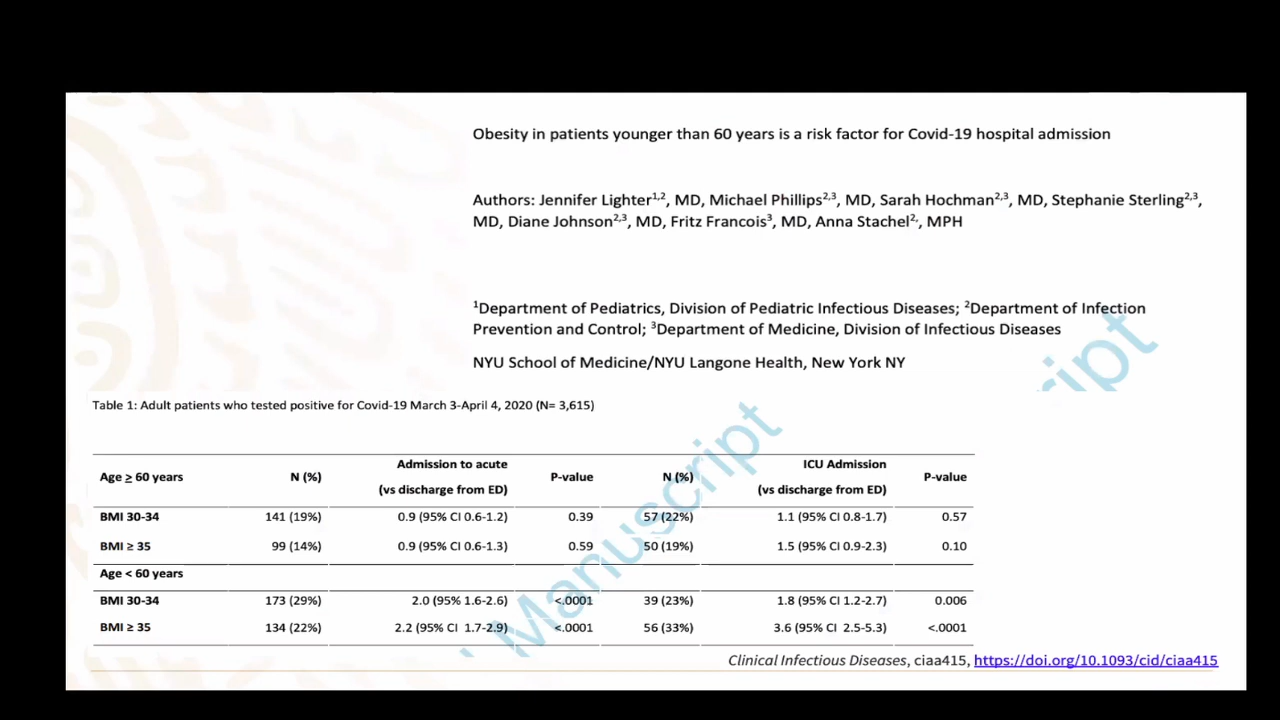 Obesity in patients younger than 60 years is a risk factor for Covid-19 hospital admission
Authors: Jennifer Lighter1,2, MD, Michael Phillips2,3, MD, Sarah Hochman2,3, MD, Stephanie Sterling2,3,
MD, Diane Johnson2,3, MD, Fritz Francois3, MD, Anna Stachel2,, MPH
1Department of Pediatrics, Division of Pediatric Infectious Diseases; 2Department of Infection
Prevention and Control; 3Department of Medicine, Division of Infectious Diseases
NYU School of Medicine/NYU Langone Health, New York NY
Table 1: Adult patients who tested positive for Covid-19 March 3-April 4, 2020 (N= 3,615)
Age ≥ 60 years N (%) Admission to acute (vs discharge from ED) P-value N (%) ICU Admission (vs discharge from ED) P-value
BMI 30-34 141 (19%) 0.9 (95% CI 0.6-1.2) 0.39 57 (22%) 1.1 (95% CI 0.8-1.7) 0.57
BMI ≥ 35 99 (14%) 0.9 (95% CI 0.6-1.3) 0.59 50 (19%) 1.5 (95% CI 0.9-2.3) 0.10
Age < 60 years
BMI 30-34 173 (29%) 2.0 (95% 1.6-2.6) <.0001 39 (23%) 1.8 (95% CI 1.2-2.7) 0.006
BMI ≥ 35 134 (22%) 2.2 (95% CI 1.7-2.9) <.0001 56 (33%) 3.6 (95% CI 2.5-5.3) <.0001
Manuscript
ript
Clinical Infectious Diseases, ciaa415, https://doi.org/10.1093/cid/ciaa415